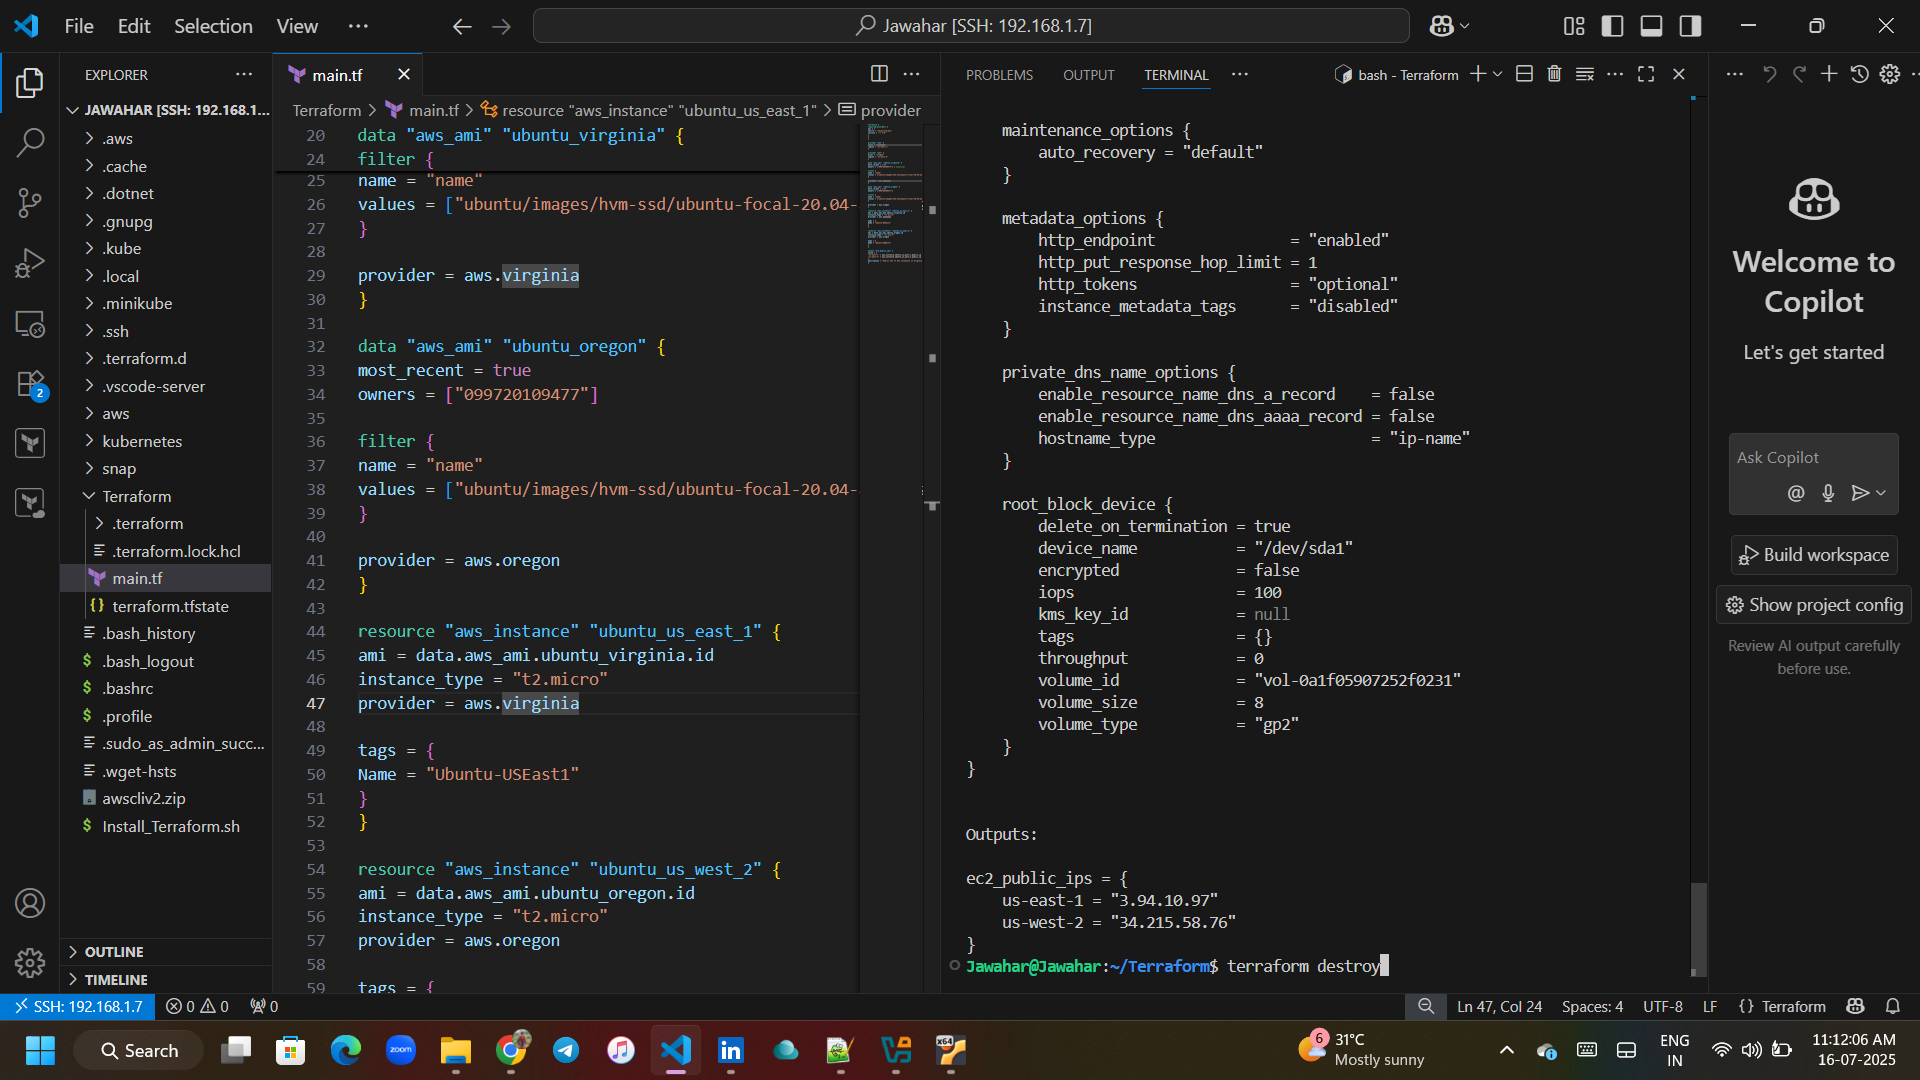 File Edit Selection View ···
Jawahar [SSH: 192.168.1.7]
EXPLORER ···
JAWAHAR [SSH: 192.168.1...
.aws
.cache
.dotnet
.gnupg
.kube
.local
.minikube
.ssh
.terraform.d
.vscode-server
aws
kubernetes
snap
Terraform
.terraform
.terraform.lock.hcl
main.tf
{} terraform.tfstate
.bash_history
$ .bash_logout
$ .bashrc
$ .profile
.sudo_as_admin_succ...
.wget-hsts
awscliv2.zip
$ Install_Terraform.sh
OUTLINE
TIMELINE
2
main.tf
Terraform > main.tf > resource "aws_instance" "ubuntu_us_east_1" > provider
20 data "aws_ami" "ubuntu_virginia" {
24 filter {
25 name = "name"
26 values = ["ubuntu/images/hvm-ssd/ubuntu-focal-20.04-
27 }
28
29 provider = aws.virginia
30 }
31
32 data "aws_ami" "ubuntu_oregon" {
33 most_recent = true
34 owners = ["099720109477"]
35
36 filter {
37 name = "name"
38 values = ["ubuntu/images/hvm-ssd/ubuntu-focal-20.04-
39 }
40
41 provider = aws.oregon
42 }
43
44 resource "aws_instance" "ubuntu_us_east_1" {
45 ami = data.aws_ami.ubuntu_virginia.id
46 instance_type = "t2.micro"
47 provider = aws.virginia
48
49 tags = {
50 Name = "Ubuntu-USEast1"
51 }
52 }
53
54 resource "aws_instance" "ubuntu_us_west_2" {
55 ami = data.aws_ami.ubuntu_oregon.id
56 instance_type = "t2.micro"
57 provider = aws.oregon
58
59 tags = {
PROBLEMS OUTPUT TERMINAL ··· bash - Terraform
maintenance_options {
auto_recovery = "default"
}
metadata_options {
http_endpoint = "enabled"
http_put_response_hop_limit = 1
http_tokens = "optional"
instance_metadata_tags = "disabled"
}
private_dns_name_options {
enable_resource_name_dns_a_record = false
enable_resource_name_dns_aaaa_record = false
hostname_type = "ip-name"
}
root_block_device {
delete_on_termination = true
device_name = "/dev/sda1"
encrypted = false
iops = 100
kms_key_id = null
tags = {}
throughput = 0
volume_id = "vol-0a1f05907252f0231"
volume_size = 8
volume_type = "gp2"
}
}
Outputs:
ec2_public_ips = {
us-east-1 = "3.94.10.97"
us-west-2 = "34.215.58.76"
}
Jawahar@Jawahar:~/Terraform$ terraform destroy
Welcome to
Copilot
Let's get started
Ask Copilot
@
Build workspace
Show project config
Review AI output carefully
before use.
SSH: 192.168.1.7 0 0 0 Ln 47, Col 24 Spaces: 4 UTF-8 LF {} Terraform
Search
zoom
in
x64
6
31°C
Mostly sunny
ENG
IN
11:12:06 AM
16-07-2025